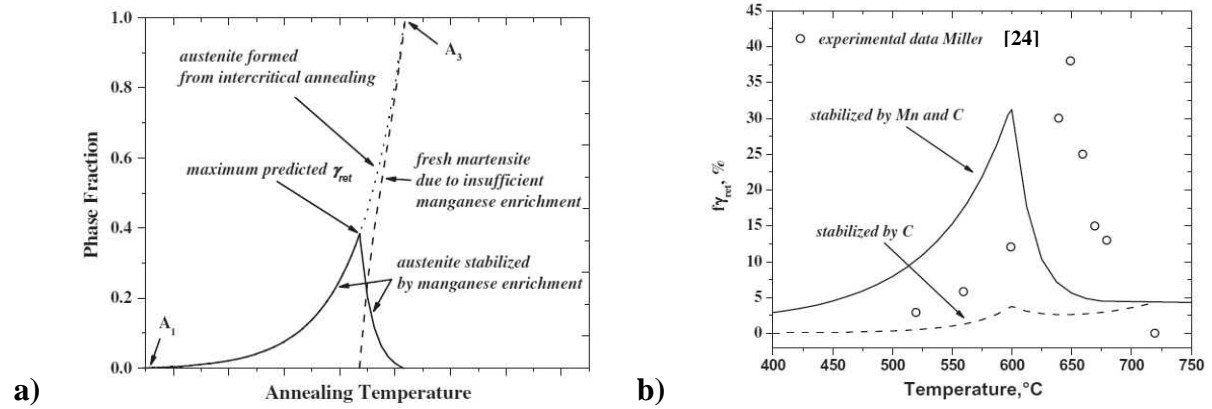 1.0
0.8
0.6
0.4
0.2
0.0
Phase Fraction
Annealing Temperature
A3
austenite formed
from intercritical annealing
maximum predicted γret
fresh martensite
due to insufficient
manganese enrichment
austenite stabilized
by manganese enrichment
A1
a)
45
40
35
30
25
20
15
10
5
0
fγret, %
experimental data Miller [24]
stabilized by Mn and C
stabilized by C
400 450 500 550 600 650 700 750
Temperature,°C
b)